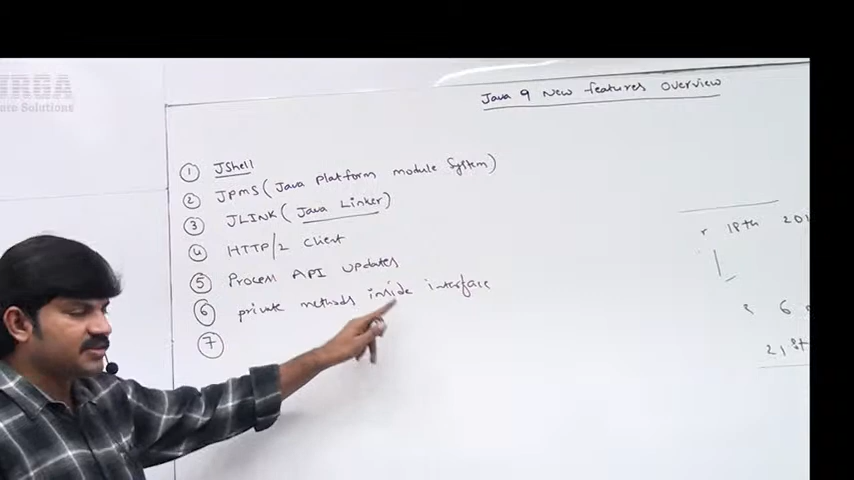 Java 9 New features Overview
① JShell
② JPMS (Java Platform module System)
③ JLINK (Java Linker)
④ HTTP/2 Client
⑤ Process API Updates
⑥ private methods inside interface
⑦
18th 201
6
21st